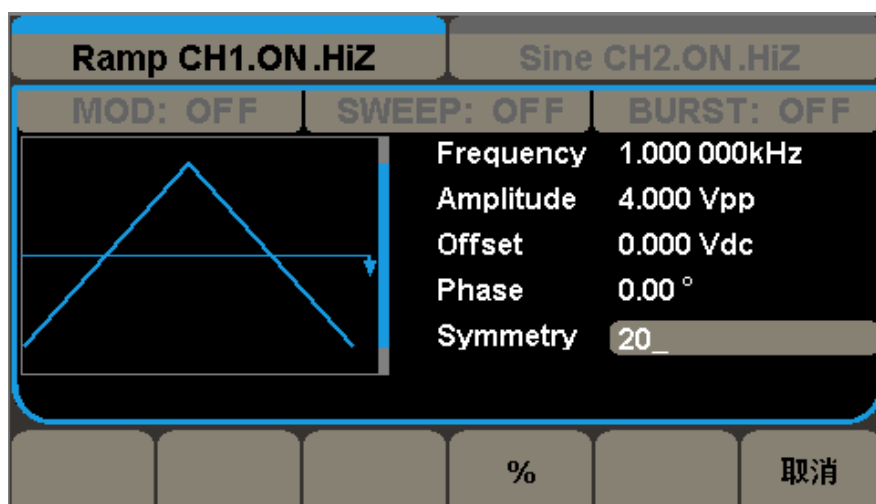 Ramp CH1.ON.HiZ Sine CH2.ON.HiZ
MOD: OFF SWEEP: OFF BURST: OFF
Frequency 1.000 000kHz
Amplitude 4.000 Vpp
Offset 0.000 Vdc
Phase 0.00 °
Symmetry 20_
% 取消